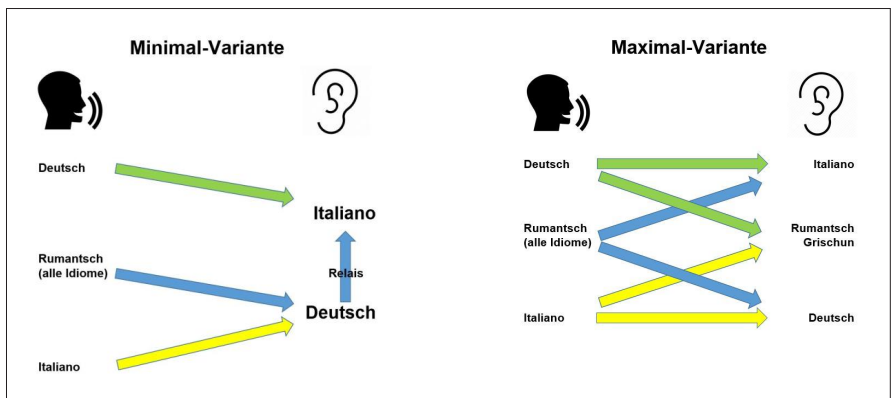 Minimal-Variante
Deutsch
Italiano
Rumantsch
(alle Idiome)
Relais
Deutsch
Italiano
Maximal-Variante
Deutsch
Italiano
Rumantsch
(alle Idiome)
Rumantsch
Grischun
Italiano
Deutsch